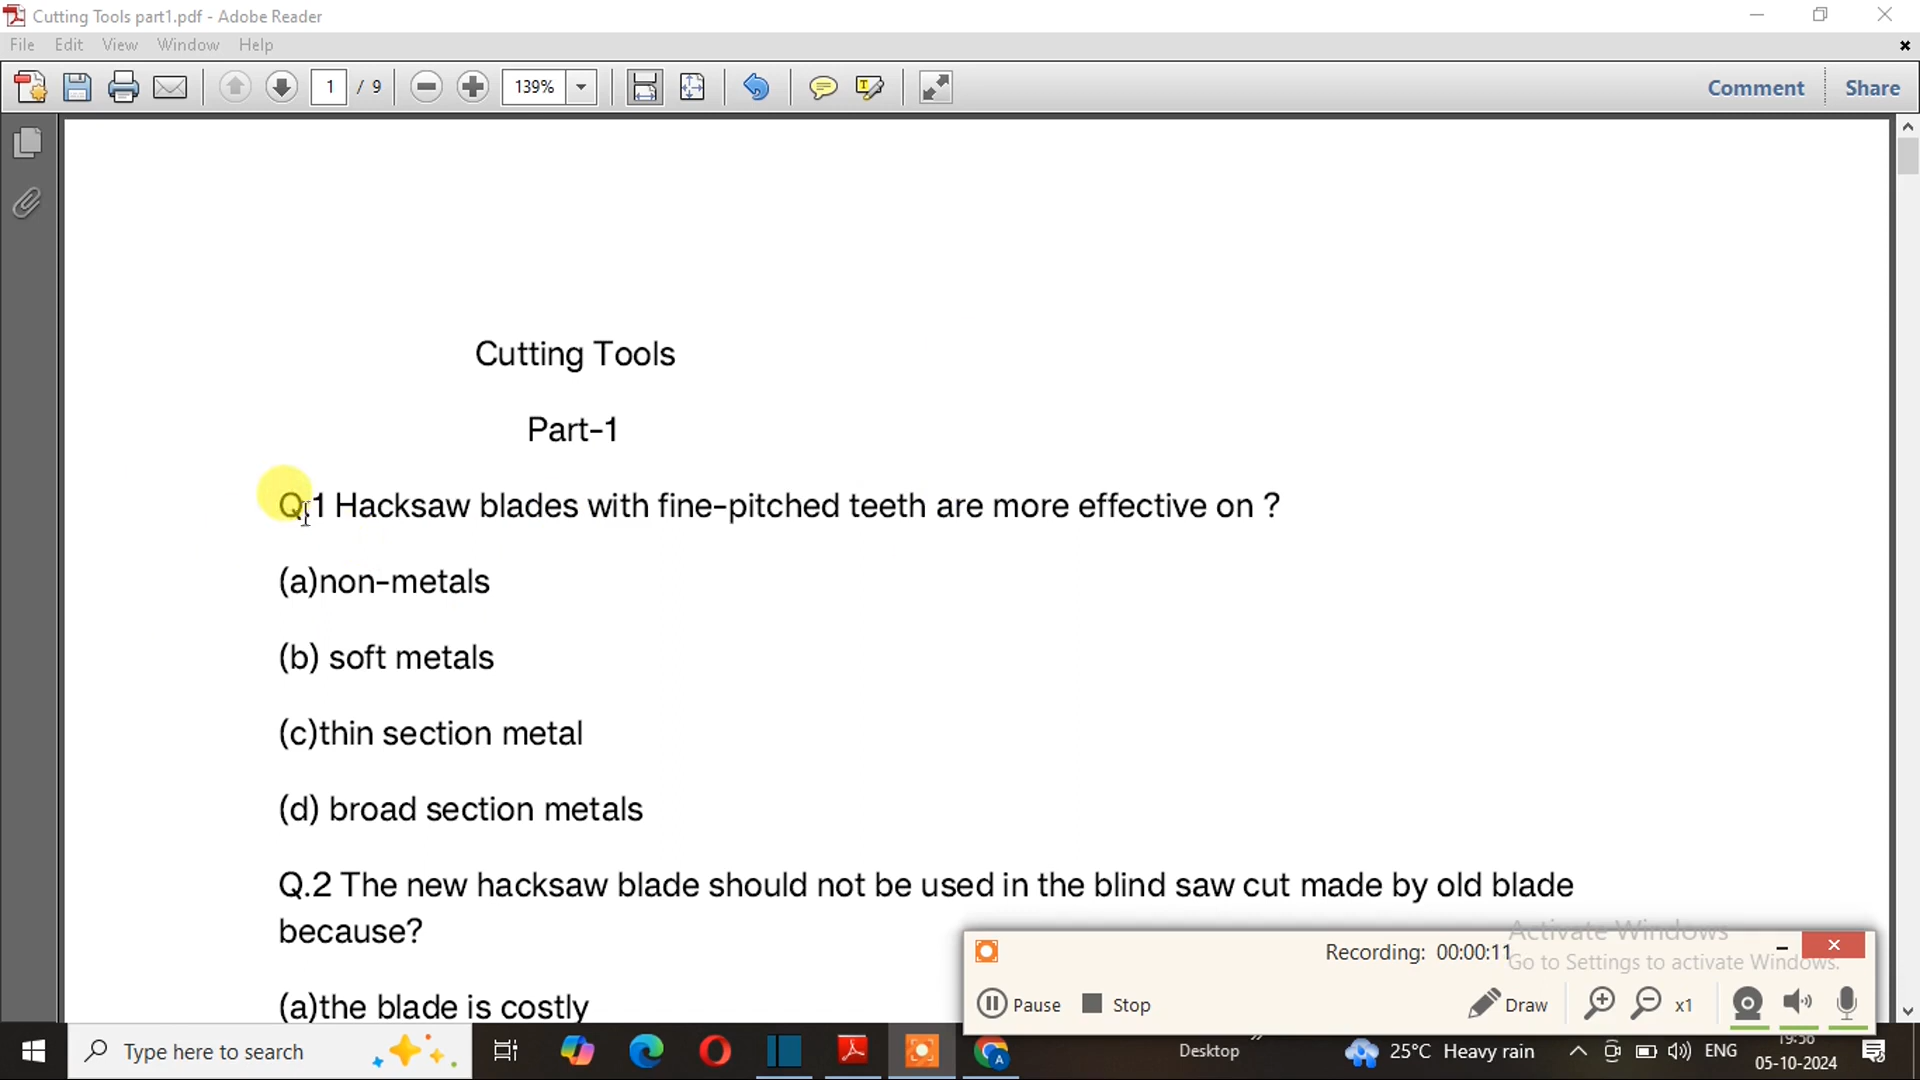 Cutting Tools part1.pdf - Adobe Reader
File Edit View Window Help
1 / 9 139% Comment Share
Cutting Tools
Part-1
Q.1 Hacksaw blades with fine-pitched teeth are more effective on ?
(a)non-metals
(b) soft metals
(c)thin section metal
(d) broad section metals
Q.2 The new hacksaw blade should not be used in the blind saw cut made by old blade
because?
(a)the blade is costly
Activate Windows
Go to Settings to activate Windows.
Recording: 00:00:11
Pause Stop Draw x1
Type here to search
Desktop
25°C Heavy rain
ENG
19:56
05-10-2024